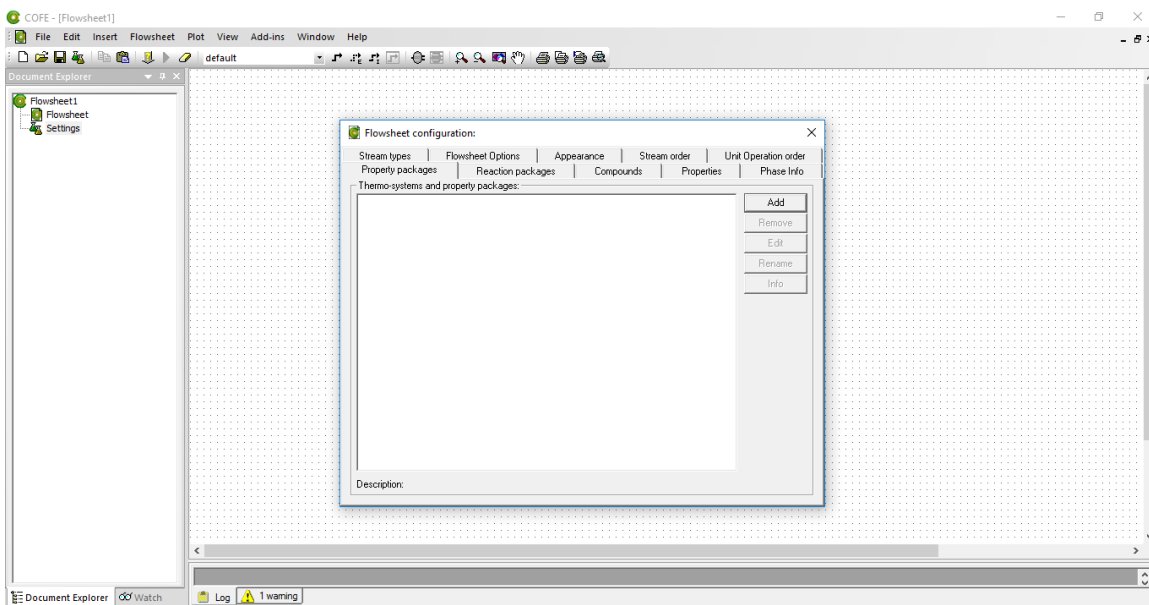 COFE - [Flowsheet1]
File Edit Insert Flowsheet Plot View Add-ins Window Help
default
Document Explorer
Flowsheet1
Flowsheet
Settings
Flowsheet configuration:
Stream types Flowsheet Options Appearance Stream order Unit Operation order
Property packages Reaction packages Compounds Properties Phase Info
Thermo-systems and property packages:
Add
Remove
Edit
Rename
Info
Description:
Document Explorer Watch Log 1 warning